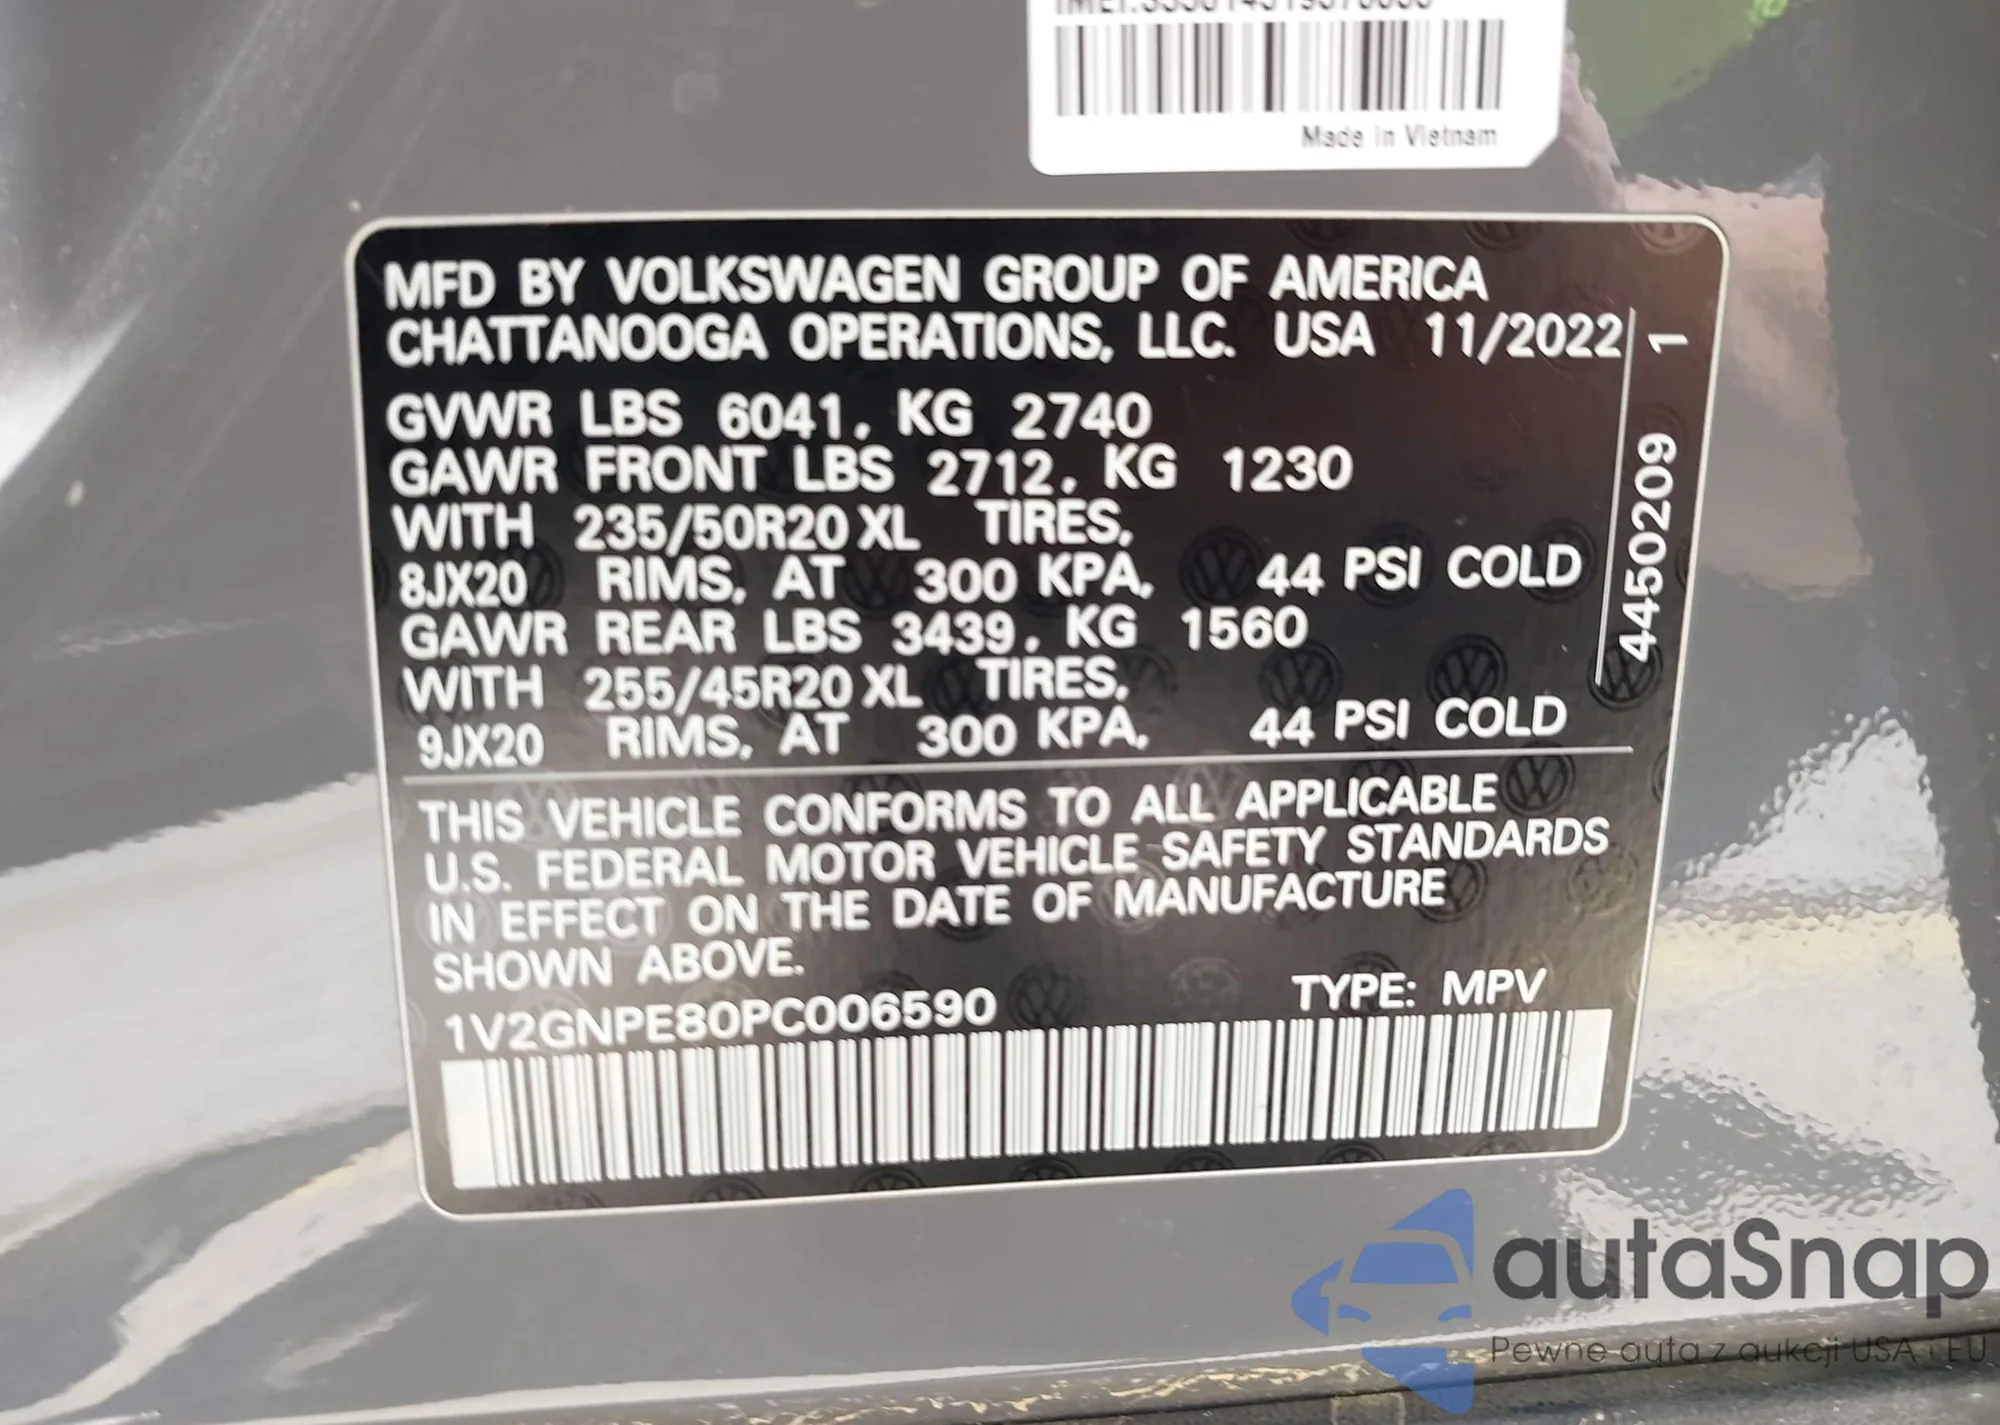 Made in Vietnam
MFD BY VOLKSWAGEN GROUP OF AMERICA
CHATTANOOGA OPERATIONS, LLC. USA 11/2022
GVWR LBS 6041, KG 2740
GAWR FRONT LBS 2712, KG 1230
WITH 235/50R20 XL TIRES,
8JX20 RIMS, AT 300 KPA, 44 PSI COLD
GAWR REAR LBS 3439, KG 1560
WITH 255/45R20 XL TIRES,
9JX20 RIMS, AT 300 KPA, 44 PSI COLD
4450209 1
THIS VEHICLE CONFORMS TO ALL APPLICABLE
U.S. FEDERAL MOTOR VEHICLE SAFETY STANDARDS
IN EFFECT ON THE DATE OF MANUFACTURE
SHOWN ABOVE.
1V2GNPE80PC006590 TYPE: MPV
autaSnap
Pewne auta z aukcji USA i EU